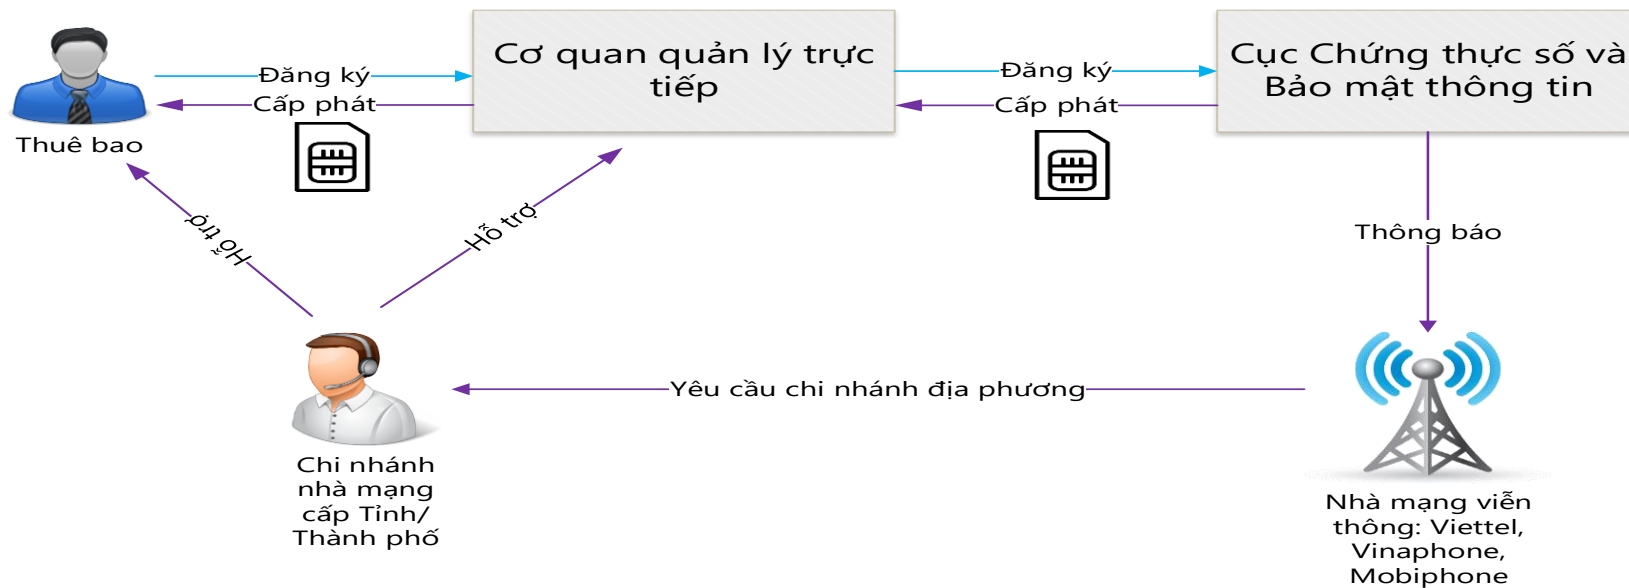 Cơ quan quản lý trực
tiếp
Cục Chứng thực số và
Bảo mật thông tin
Đăng ký
Cấp phát
Đăng ký
Cấp phát
Thuê bao
Hỗ trợ
Hỗ trợ
Thông báo
Yêu cầu chi nhánh địa phương
Chi nhánh
nhà mạng
cấp Tỉnh/
Thành phố
Nhà mạng viễn
thông: Viettel,
Vinaphone,
Mobiphone